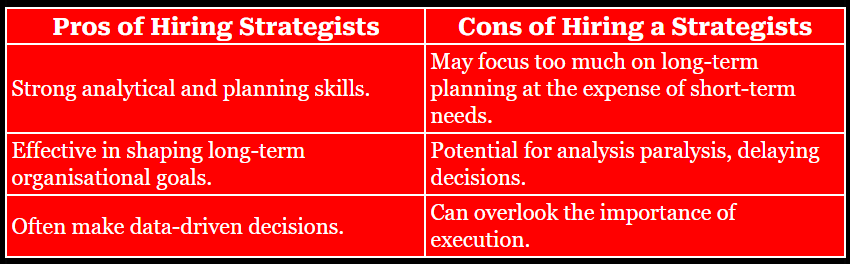 Pros of Hiring Strategists
Cons of Hiring a Strategists
Strong analytical and planning skills.
May focus too much on long-term
planning at the expense of short-term
needs.
Effective in shaping long-term
organisational goals.
Potential for analysis paralysis, delaying
decisions.
Often make data-driven decisions.
Can overlook the importance of
execution.